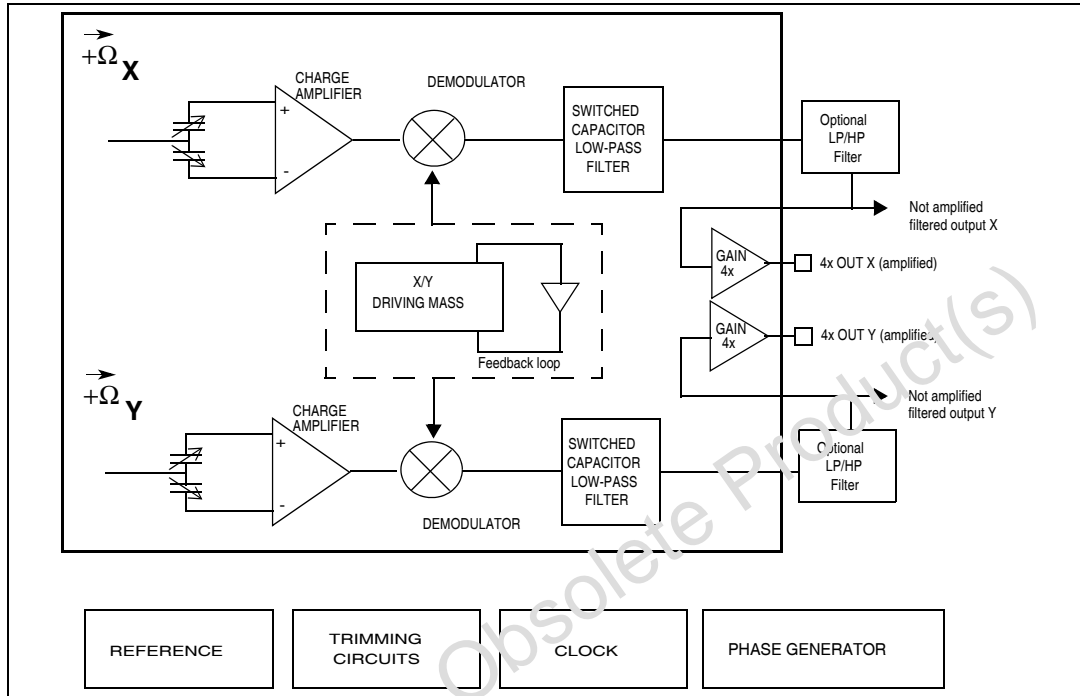 +Ω X
CHARGE
AMPLIFIER
+
-
DEMODULATOR
SWITCHED
CAPACITOR
LOW-PASS
FILTER
Optional
LP/HP
Filter
Not amplified
filtered output X
GAIN
4x
4x OUT X (amplified)
X/Y
DRIVING MASS
Feedback loop
GAIN
4x
4x OUT Y (amplified)
Not amplified
filtered output Y
+Ω Y
CHARGE
AMPLIFIER
+
-
DEMODULATOR
SWITCHED
CAPACITOR
LOW-PASS
FILTER
Optional
LP/HP
Filter
REFERENCE
TRIMMING
CIRCUITS
CLOCK
PHASE GENERATOR
Obsolete Product(s)